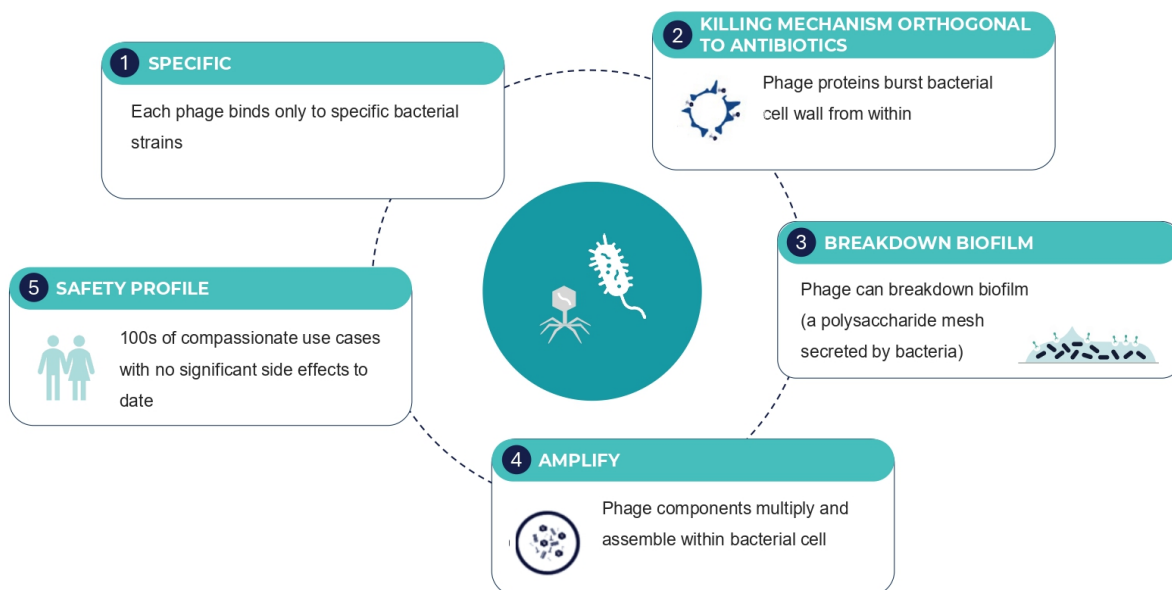 1 SPECIFIC
Each phage binds only to specific bacterial
strains
2 KILLING MECHANISM ORTHOGONAL
TO ANTIBIOTICS
Phage proteins burst bacterial
cell wall from within
3 BREAKDOWN BIOFILM
Phage can breakdown biofilm
(a polysaccharide mesh
secreted by bacteria)
4 AMPLIFY
Phage components multiply and
assemble within bacterial cell
5 SAFETY PROFILE
100s of compassionate use cases
with no significant side effects to
date